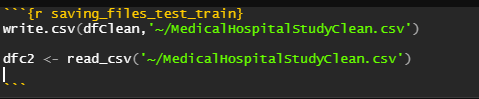 ```{r saving_files_test_train}
write.csv(dfClean,'~/MedicalHospitalStudyClean.csv')
dfc2 <- read_csv('~/MedicalHospitalStudyClean.csv')
```